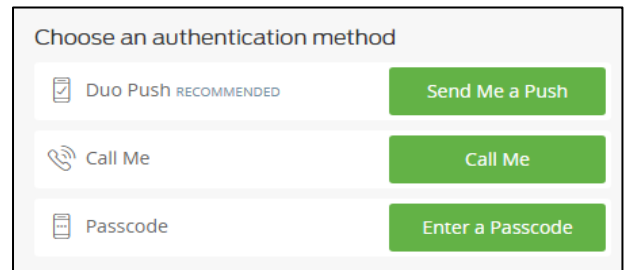 Choose an authentication method
Duo Push RECOMMENDED Send Me a Push
Call Me Call Me
Passcode Enter a Passcode